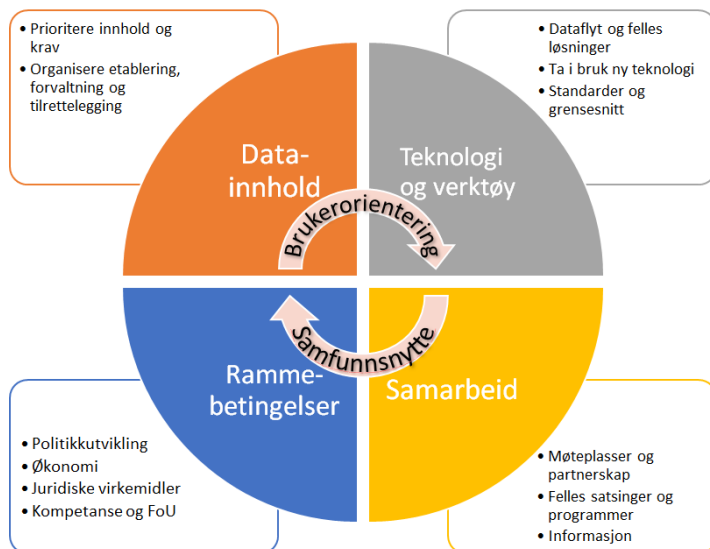 • Prioritere innhold og
krav
• Organisere etablering,
forvaltning og
tilrettelegging
• Dataflyt og felles
løsninger
• Ta i bruk ny teknologi
• Standarder og
grensesnitt
Data-
innhold
Teknologi
og verktøy
Brukerorientering
Samfunnsnytte
Ramme-
betingelser
Samarbeid
• Politikkutvikling
• Økonomi
• Juridiske virkemidler
• Kompetanse og FoU
• Møteplasser og
partnerskap
• Felles satsinger og
programmer
• Informasjon